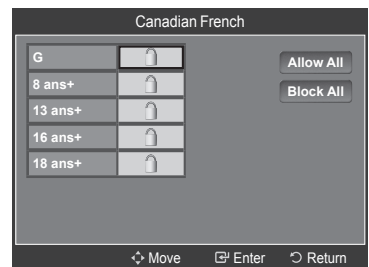 Canadian French
G
8 ans+
13 ans+
16 ans+
18 ans+
Allow All
Block All
Move Enter Return